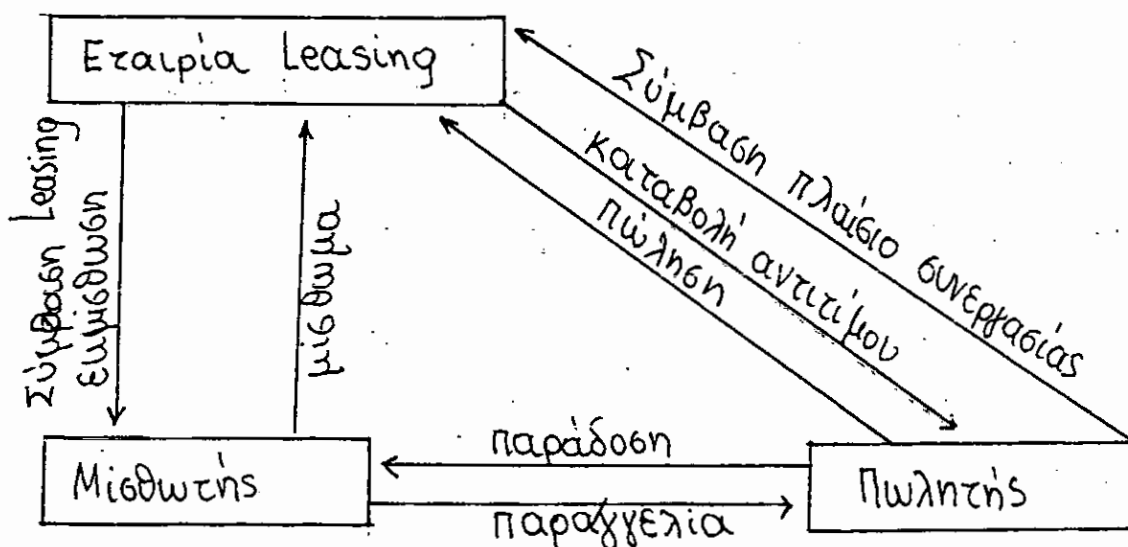 Εταιρία Leasing
Σύμβαση πλαίσιο συνεργασίας
καταβολή αντιτίμου
πώληση
Σύμβαση Leasing
εκμίσθωση
μίσθωμα
παράδοση
Μισθωτής
Πωλητής
παραγγελία